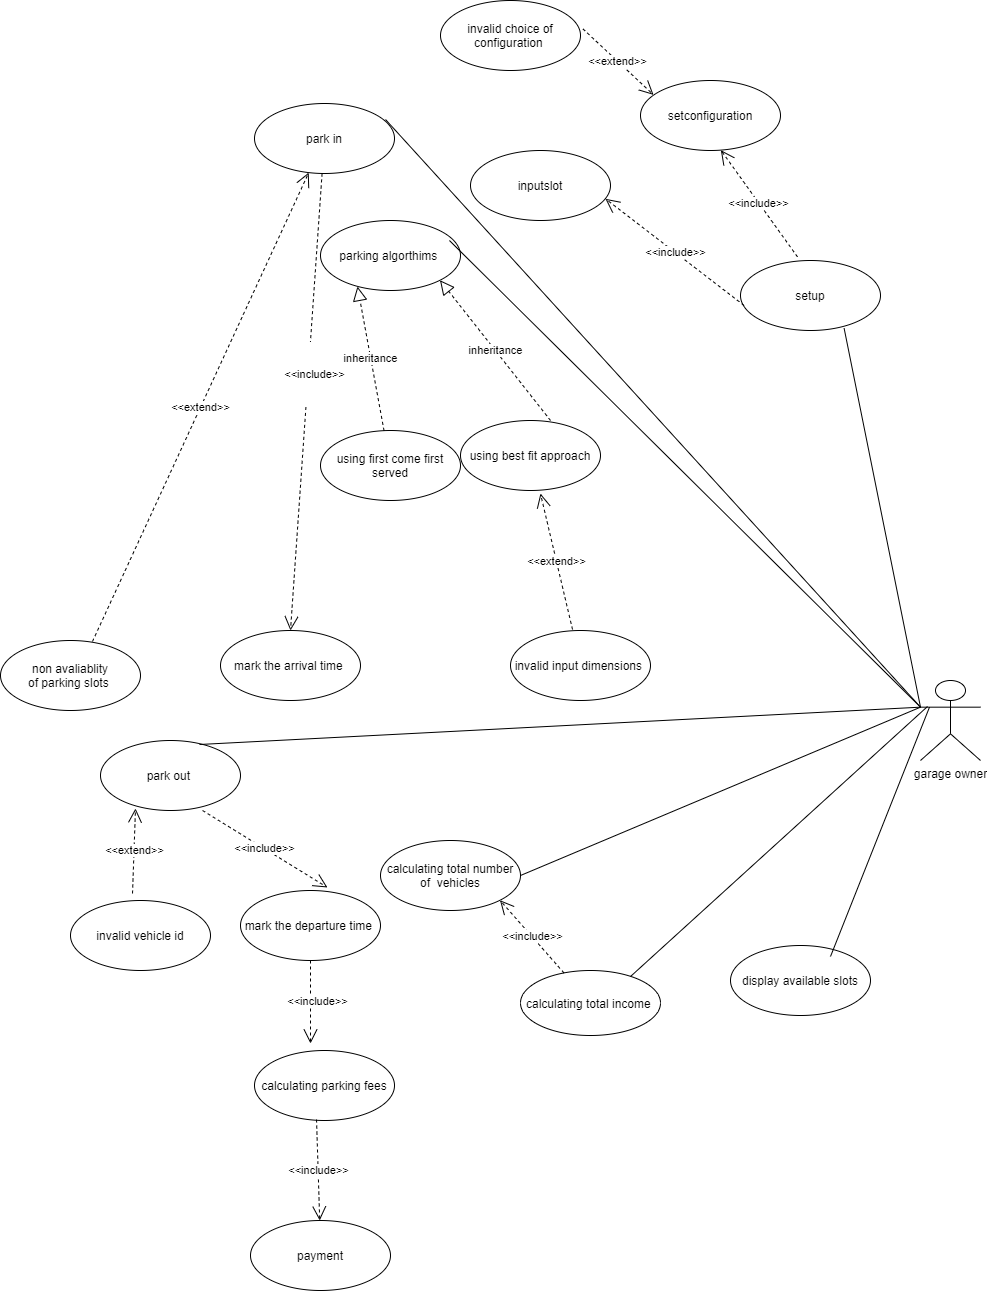 invalid choice of
configuration
<<extend>>
setconfiguration
park in
inputslot
<<include>>
<<include>>
parking algorthims
setup
inheritance
inheritance
<<include>>
<<extend>>
using first come first
served
using best fit approach
<<extend>>
non avaliablity
of parking slots
mark the arrival time
invalid input dimensions
garage owner
park out
<<extend>>
<<include>>
calculating total number
of vehicles
invalid vehicle id
mark the departure time
<<include>>
display available slots
<<include>>
calculating total income
calculating parking fees
<<include>>
payment